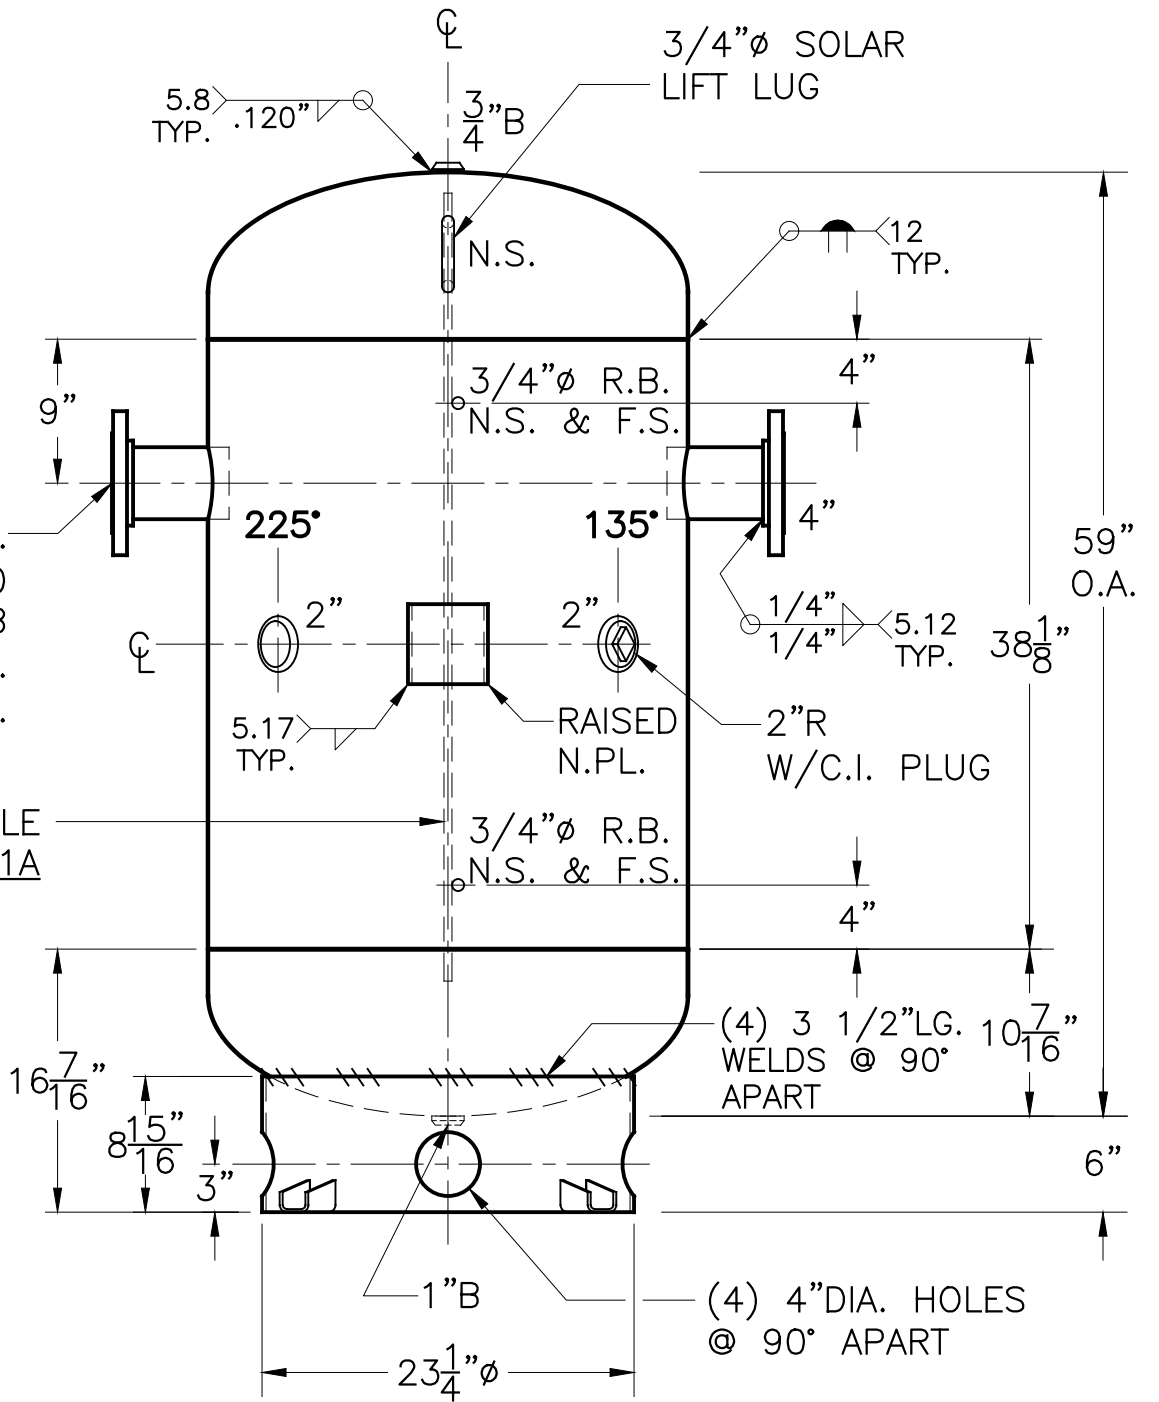 ℄
3/4"ø SOLAR
LIFT LUG
5.8
TYP.
.120"
3/4"B
N.S.
12
TYP.
4"
3/4"ø R.B.
N.S. & F.S.
9"
4"
225°
135°
59"
O.A.
2"
2"
℄
1/4"
1/4"
5.12
TYP.
38 1/8"
5.17
TYP.
RAISED
N.PL.
2"R
W/C.I. PLUG
LE
1A
3/4"ø R.B.
N.S. & F.S.
4"
(4) 3 1/2"LG.
WELDS @ 90°
APART
10 7/16"
16 7/16"
8 15/16"
3"
6"
1"B
(4) 4"DIA. HOLES
@ 90° APART
23 1/4"ø